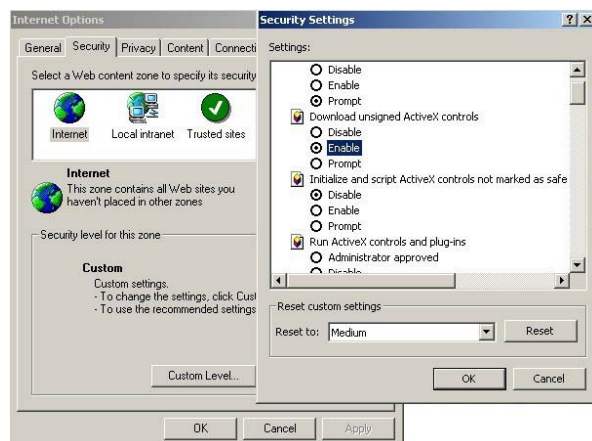 Internet Options
General Security Privacy Content Connecti
Select a Web content zone to specify its security
Internet Local intranet Trusted sites
Internet
This zone contains all Web sites you
haven't placed in other zones
Security level for this zone
Custom
Custom settings.
- To change the settings, click Cust
- To use the recommended settings
Custom Level...
OK Cancel Apply
Security Settings
Settings:
Disable
Enable
Prompt
Download unsigned ActiveX controls
Disable
Enable
Prompt
Initialize and script ActiveX controls not marked as safe
Disable
Enable
Prompt
Run ActiveX controls and plug-ins
Administrator approved
Disable
Reset custom settings
Reset to: Medium Reset
OK Cancel